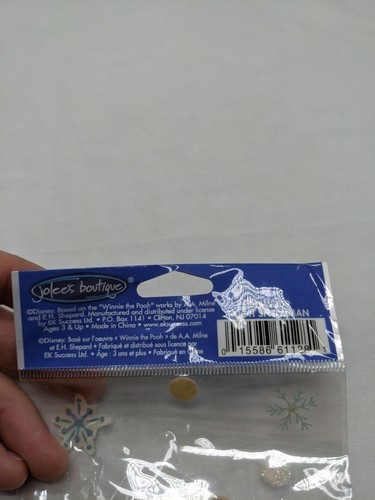 jolee's boutique®
©Disney. Based on the "Winnie the Pooh" works by A.A. Milne
and E.H. Shepard. Manufactured and distributed under license
by EK Success Ltd. • P.O. Box 1141 • Clifton, NJ 07014
Ages 3 & Up • Made in China • www.eksuccess.com
©Disney. Basé sur l'œuvre « Winnie the Pooh » de A.A. Milne
et E.H. Shepard • Fabriqué et distribué sous licence par
EK Success Ltd. • Âge : 3 ans et plus • Fabriqué en
0 15586 6112